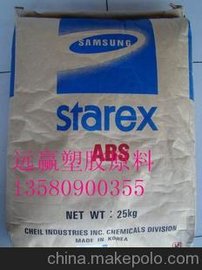 SAMSUNG
starex
ABS
远赢塑胶原料
13580900355
NET WT : 25kg
CHEIL INDUSTRIES INC. CHEMICALS DIVISION
MADE IN KOREA
china.makepolo.com